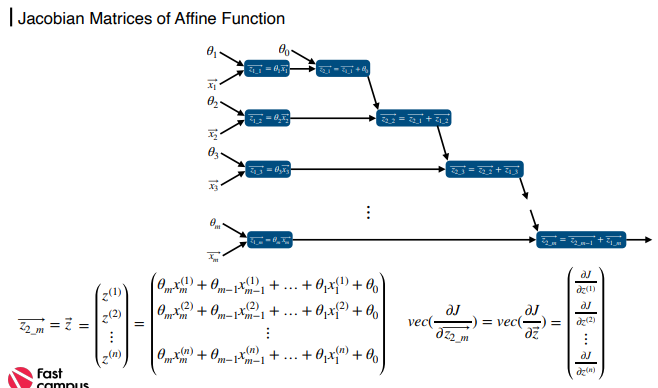 Jacobian Matrices of Affine Function
θ₁ θ₀
x₁→
z₁_₁→ = θ₁x₁→ z₂_₁→ = z₁_₁→ + θ₀
θ₂
x₂→
z₁_₂→ = θ₂x₂→ z₂_₂→ = z₂_₁→ + z₁_₂→
θ₃
x₃→
z₁_₃→ = θ₃x₃→ z₂_₃→ = z₂_₂→ + z₁_₃→
⋮
θₘ
xₘ→
z₁_ₘ→ = θₘxₘ→ z₂_ₘ→ = z₂_ₘ₋₁→ + z₁_ₘ→
z₂_ₘ→ = z→ = (z⁽¹⁾ z⁽²⁾ ⋮ z⁽ⁿ⁾) =
θₘxₘ⁽¹⁾ + θₘ₋₁xₘ₋₁⁽¹⁾ + … + θ₁x₁⁽¹⁾ + θ₀
θₘxₘ⁽²⁾ + θₘ₋₁xₘ₋₁⁽²⁾ + … + θ₁x₁⁽²⁾ + θ₀
⋮
θₘxₘ⁽ⁿ⁾ + θₘ₋₁xₘ₋₁⁽ⁿ⁾ + … + θ₁x₁⁽ⁿ⁾ + θ₀
vec(∂J/∂z₂_ₘ→) = vec(∂J/∂z→) = (∂J/∂z⁽¹⁾ ∂J/∂z⁽²⁾ ⋮ ∂J/∂z⁽ⁿ⁾)
Fast
campus